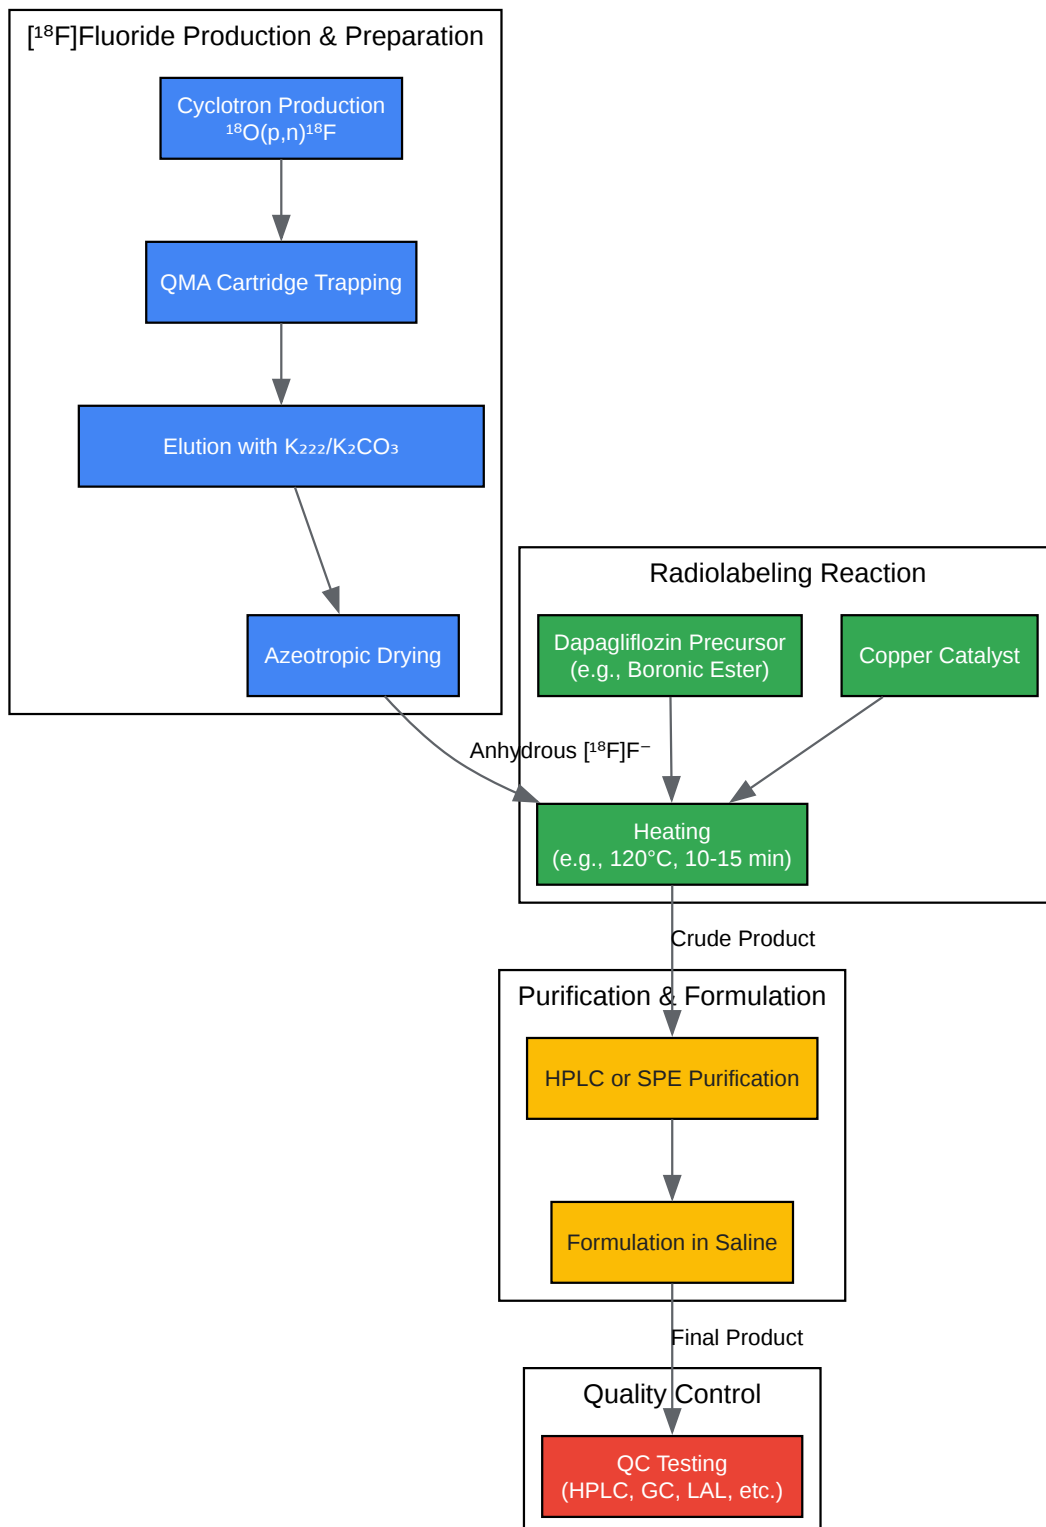 [¹⁸F]Fluoride Production & Preparation
Cyclotron Production
¹⁸O(p,n)¹⁸F
QMA Cartridge Trapping
Elution with K₂₂₂/K₂CO₃
Azeotropic Drying
Radiolabeling Reaction
Dapagliflozin Precursor
(e.g., Boronic Ester)
Copper Catalyst
Anhydrous [¹⁸F]F⁻
Heating
(e.g., 120°C, 10-15 min)
Crude Product
Purification & Formulation
HPLC or SPE Purification
Formulation in Saline
Final Product
Quality Control
QC Testing
(HPLC, GC, LAL, etc.)